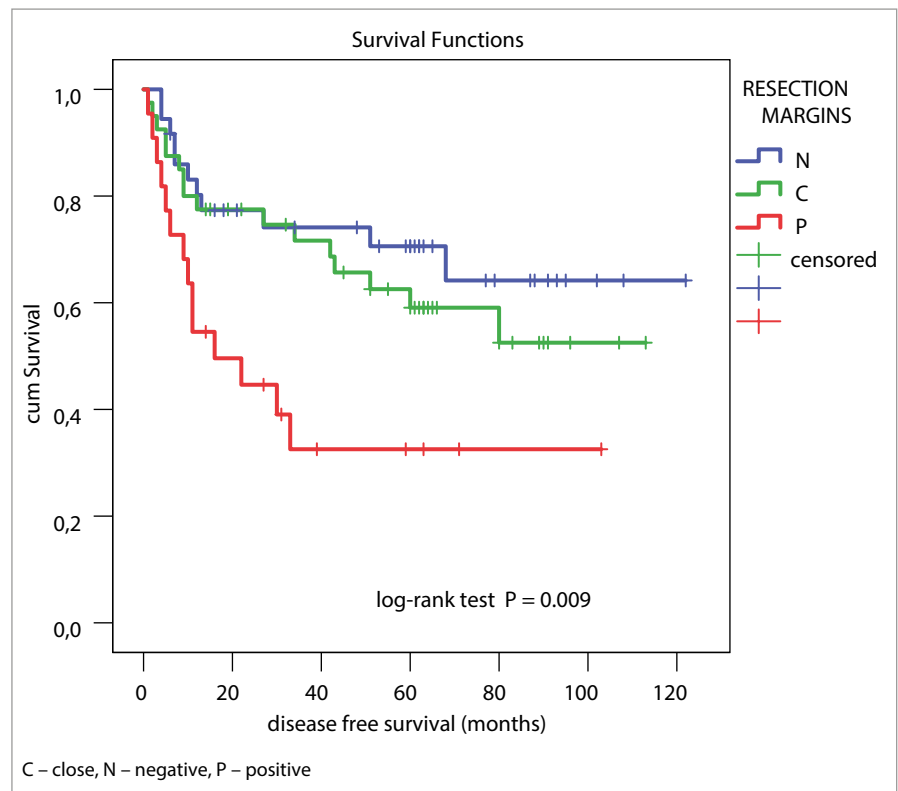 Survival Functions
1,0
0,8
0,6
0,4
0,2
0,0
cum Survival
log-rank test P = 0.009
0 20 40 60 80 100 120
disease free survival (months)
RESECTION
MARGINS
N
C
P
censored
C – close, N – negative, P – positive